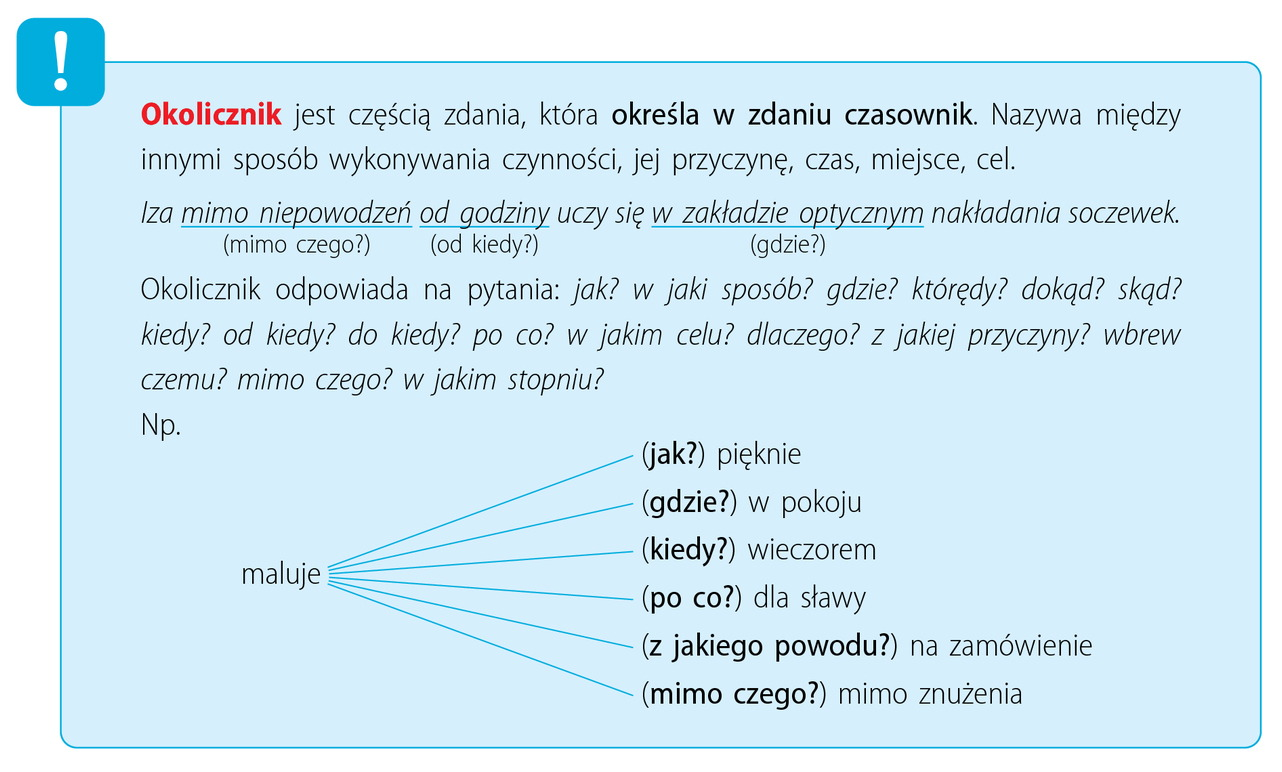 !
Okolicznik jest częścią zdania, która określa w zdaniu czasownik. Nazywa między
innymi sposób wykonywania czynności, jej przyczynę, czas, miejsce, cel.
Iza mimo niepowodzeń od godziny uczy się w zakładzie optycznym nakładania soczewek.
(mimo czego?) (od kiedy?) (gdzie?)
Okolicznik odpowiada na pytania: jak? w jaki sposób? gdzie? którędy? dokąd? skąd?
kiedy? od kiedy? do kiedy? po co? w jakim celu? dlaczego? z jakiej przyczyny? wbrew
czemu? mimo czego? w jakim stopniu?
Np.
(jak?) pięknie
(gdzie?) w pokoju
(kiedy?) wieczorem
maluje
(po co?) dla sławy
(z jakiego powodu?) na zamówienie
(mimo czego?) mimo znużenia